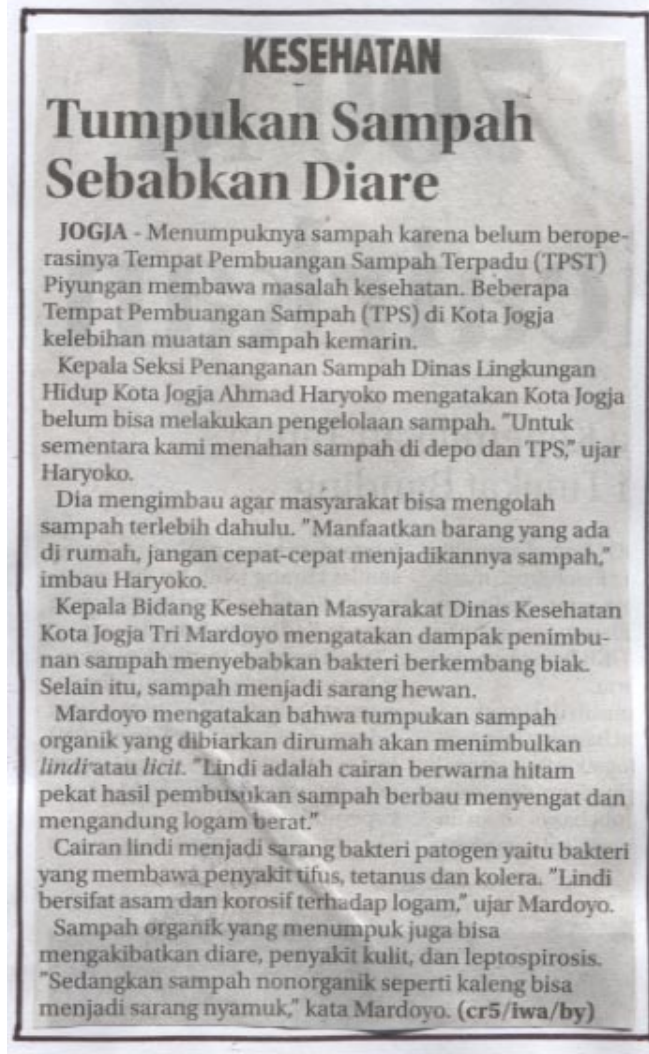 KESEHATAN
Tumpukan Sampah
Sebabkan Diare
JOGJA - Menumpuknya sampah karena belum berope-
rasinya Tempat Pembuangan Sampah Terpadu (TPST)
Piyungan membawa masalah kesehatan. Beberapa
Tempat Pembuangan Sampah (TPS) di Kota Jogja
kelebihan muatan sampah kemarin.
Kepala Seksi Penanganan Sampah Dinas Lingkungan
Hidup Kota Jogja Ahmad Haryoko mengatakan Kota Jogja
belum bisa melakukan pengelolaan sampah. "Untuk
sementara kami menahan sampah di depo dan TPS," ujar
Haryoko.
Dia mengimbau agar masyarakat bisa mengolah
sampah terlebih dahulu. "Manfaatkan barang yang ada
di rumah, jangan cepat-cepat menjadikannya sampah,"
imbau Haryoko.
Kepala Bidang Kesehatan Masyarakat Dinas Kesehatan
Kota Jogja Tri Mardoyo mengatakan dampak penimbu-
nan sampah menyebabkan bakteri berkembang biak.
Selain itu, sampah menjadi sarang hewan.
Mardoyo mengatakan bahwa tumpukan sampah
organik yang dibiarkan dirumah akan menimbulkan
lindi atau licit. "Lindi adalah cairan berwarna hitam
pekat hasil pembusukan sampah berbau menyengat dan
mengandung logam berat."
Cairan lindi menjadi sarang bakteri patogen yaitu bakteri
yang membawa penyakit tifus, tetanus dan kolera. "Lindi
bersifat asam dan korosif terhadap logam," ujar Mardoyo.
Sampah organik yang menumpuk juga bisa
mengakibatkan diare, penyakit kulit, dan leptospirosis.
"Sedangkan sampah nonorganik seperti kaleng bisa
menjadi sarang nyamuk," kata Mardoyo. (cr5/iwa/by)